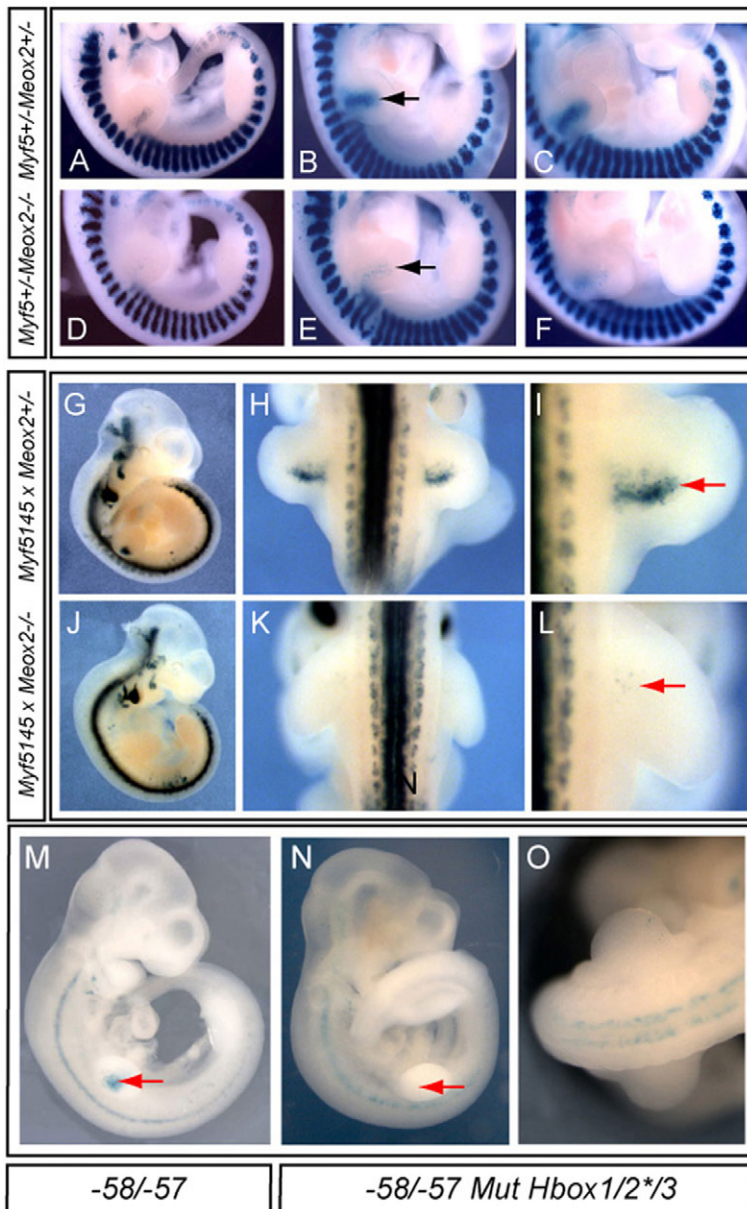 Myf5+/-Meox2+/-
A
B
C
Myf5+/-Meox2-/-
D
E
F
Myf5145 x Meox2+/-
G
H
I
Myf5145 x Meox2-/-
J
K
L
M
N
O
-58/-57
-58/-57 Mut Hbox1/2*/3